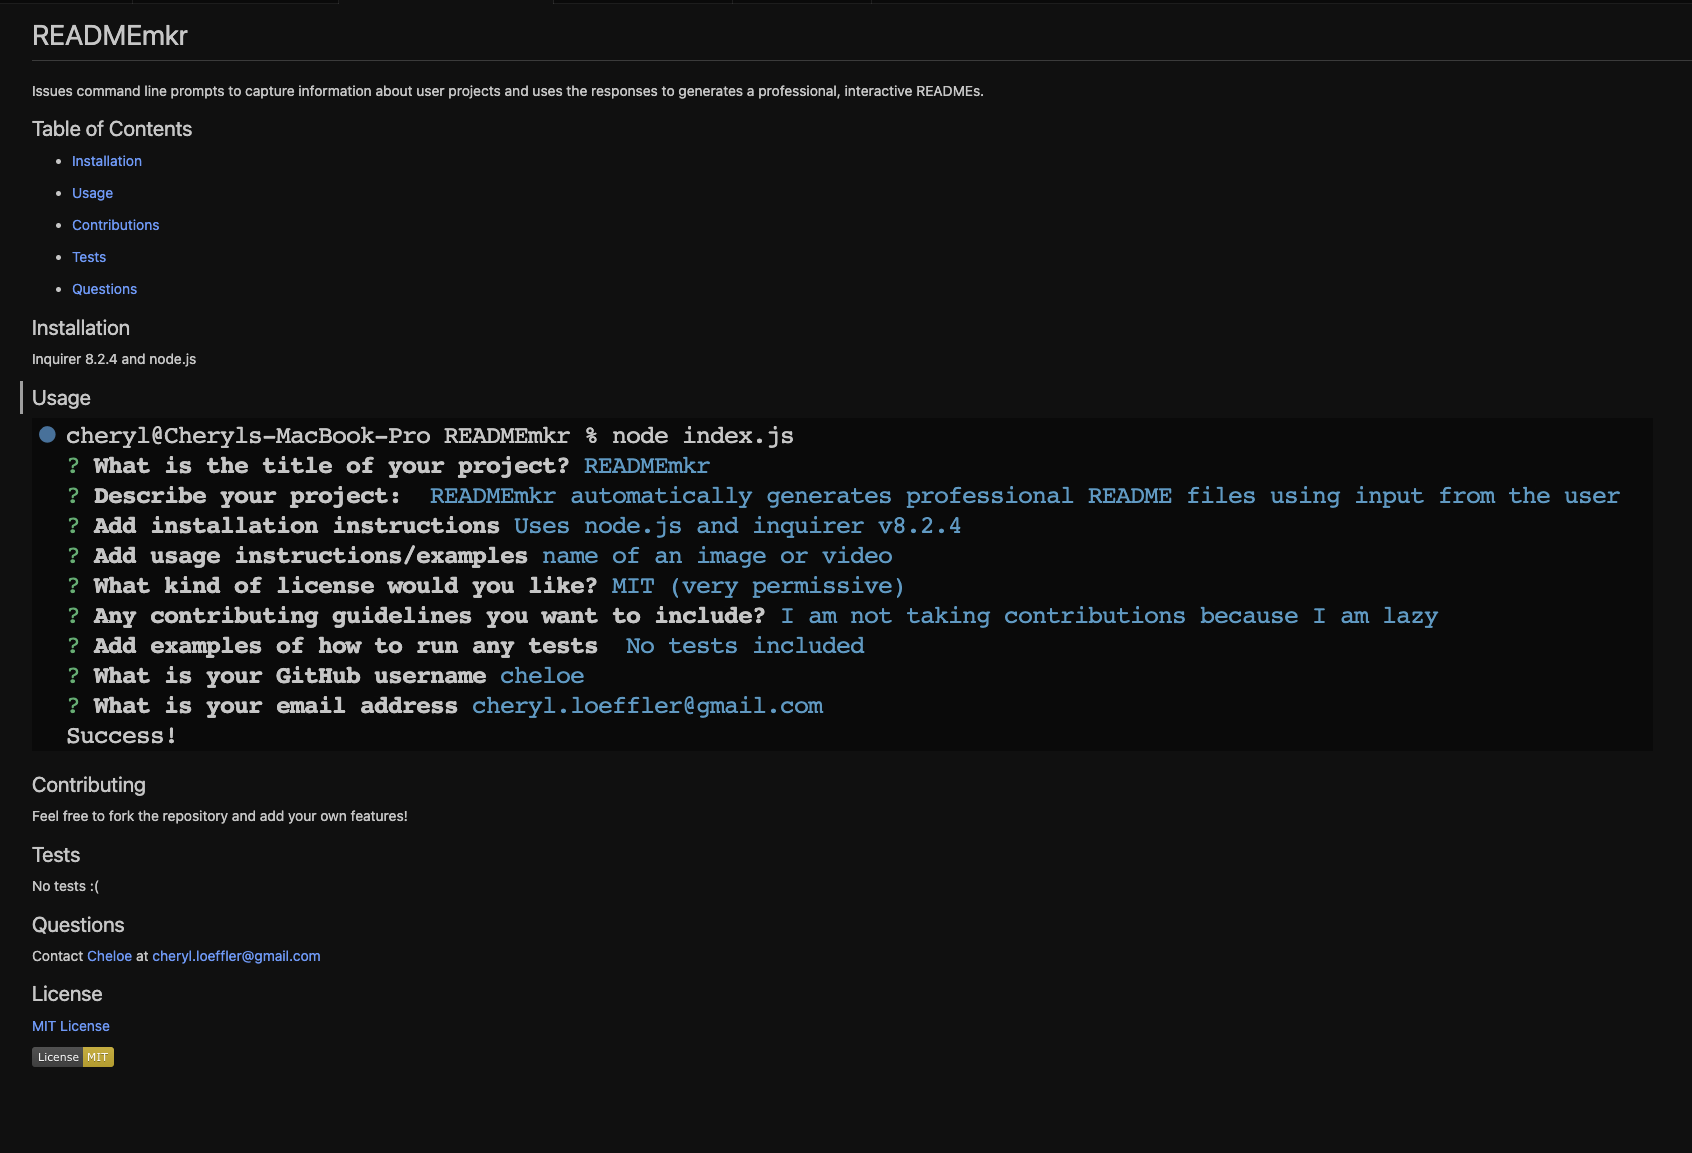 READMEmkr
Issues command line prompts to capture information about user projects and uses the responses to generates a professional, interactive READMEs.
Table of Contents
Installation
Usage
Contributions
Tests
Questions
Installation
Inquirer 8.2.4 and node.js
Usage
cheryl@Cheryls-MacBook-Pro READMEmkr % node index.js
? What is the title of your project? READMEmkr
? Describe your project:  READMEmkr automatically generates professional README files using input from the user
? Add installation instructions Uses node.js and inquirer v8.2.4
? Add usage instructions/examples name of an image or video
? What kind of license would you like? MIT (very permissive)
? Any contributing guidelines you want to include? I am not taking contributions because I am lazy
? Add examples of how to run any tests  No tests included
? What is your GitHub username cheloe
? What is your email address cheryl.loeffler@gmail.com
Success!
Contributing
Feel free to fork the repository and add your own features!
Tests
No tests :(
Questions
Contact Cheloe at cheryl.loeffler@gmail.com
License
MIT License
License MIT